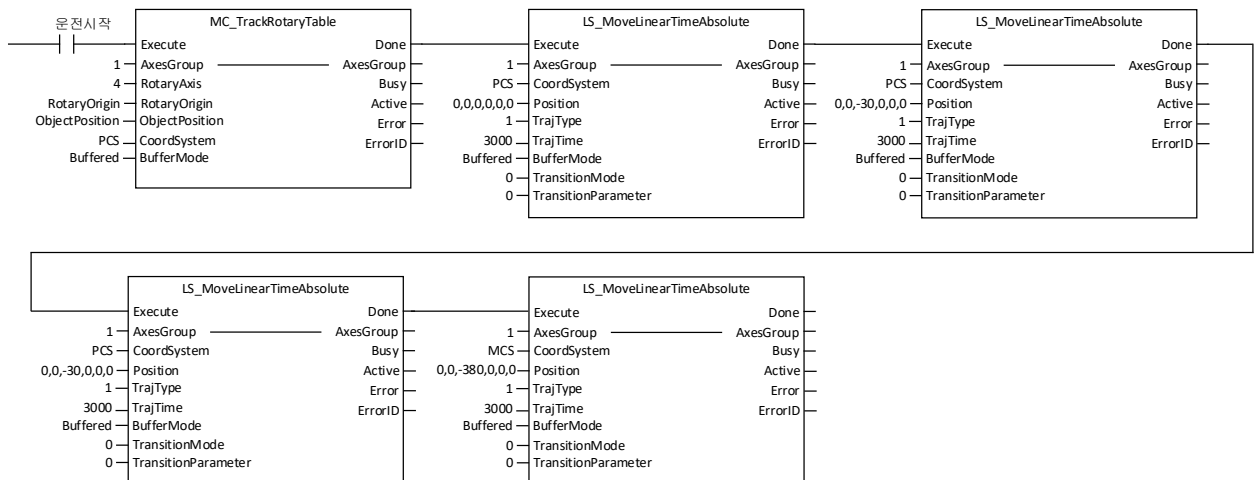 운전시작
MC_TrackRotaryTable
Execute Done
1 AxesGroup AxesGroup
4 RotaryAxis Busy
RotaryOrigin RotaryOrigin Active
ObjectPosition ObjectPosition Error
PCS CoordSystem ErrorID
Buffered BufferMode
LS_MoveLinearTimeAbsolute
Execute Done
1 AxesGroup AxesGroup
PCS CoordSystem Busy
0,0,0,0,0,0 Position Active
1 TrajType Error
3000 TrajTime ErrorID
Buffered BufferMode
0 TransitionMode
0 TransitionParameter
LS_MoveLinearTimeAbsolute
Execute Done
1 AxesGroup AxesGroup
PCS CoordSystem Busy
0,0,-30,0,0,0 Position Active
1 TrajType Error
3000 TrajTime ErrorID
Buffered BufferMode
0 TransitionMode
0 TransitionParameter
LS_MoveLinearTimeAbsolute
Execute Done
1 AxesGroup AxesGroup
PCS CoordSystem Busy
0,0,-30,0,0,0 Position Active
1 TrajType Error
3000 TrajTime ErrorID
Buffered BufferMode
0 TransitionMode
0 TransitionParameter
LS_MoveLinearTimeAbsolute
Execute Done
1 AxesGroup AxesGroup
MCS CoordSystem Busy
0,0,-380,0,0,0 Position Active
1 TrajType Error
3000 TrajTime ErrorID
Buffered BufferMode
0 TransitionMode
0 TransitionParameter